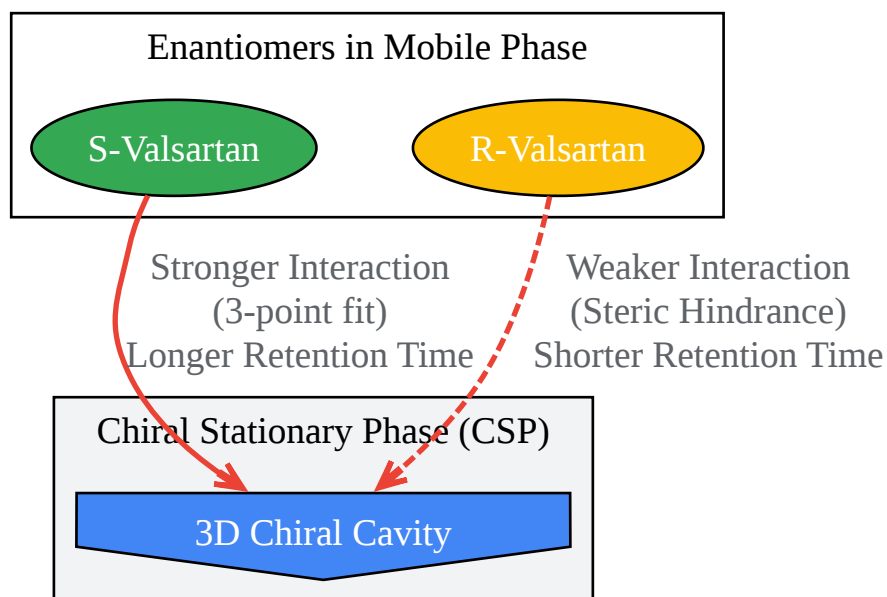 Enantiomers in Mobile Phase
S-Valsartan
R-Valsartan
Stronger Interaction
(3-point fit)
Longer Retention Time
Weaker Interaction
(Steric Hindrance)
Shorter Retention Time
Chiral Stationary Phase (CSP)
3D Chiral Cavity